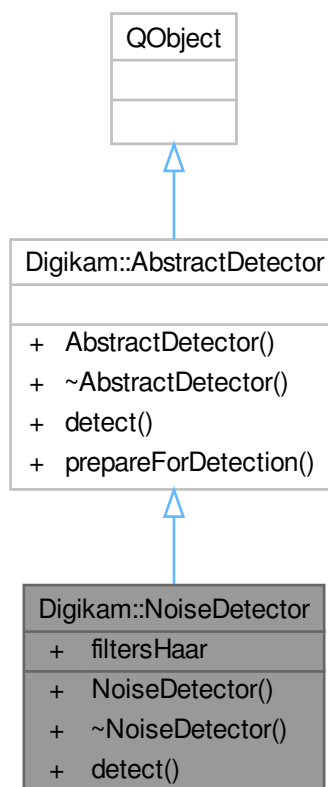 QObject
Digikam::AbstractDetector
+ AbstractDetector()
+ ~AbstractDetector()
+ detect()
+ prepareForDetection()
Digikam::NoiseDetector
+ filtersHaar
+ NoiseDetector()
+ ~NoiseDetector()
+ detect()